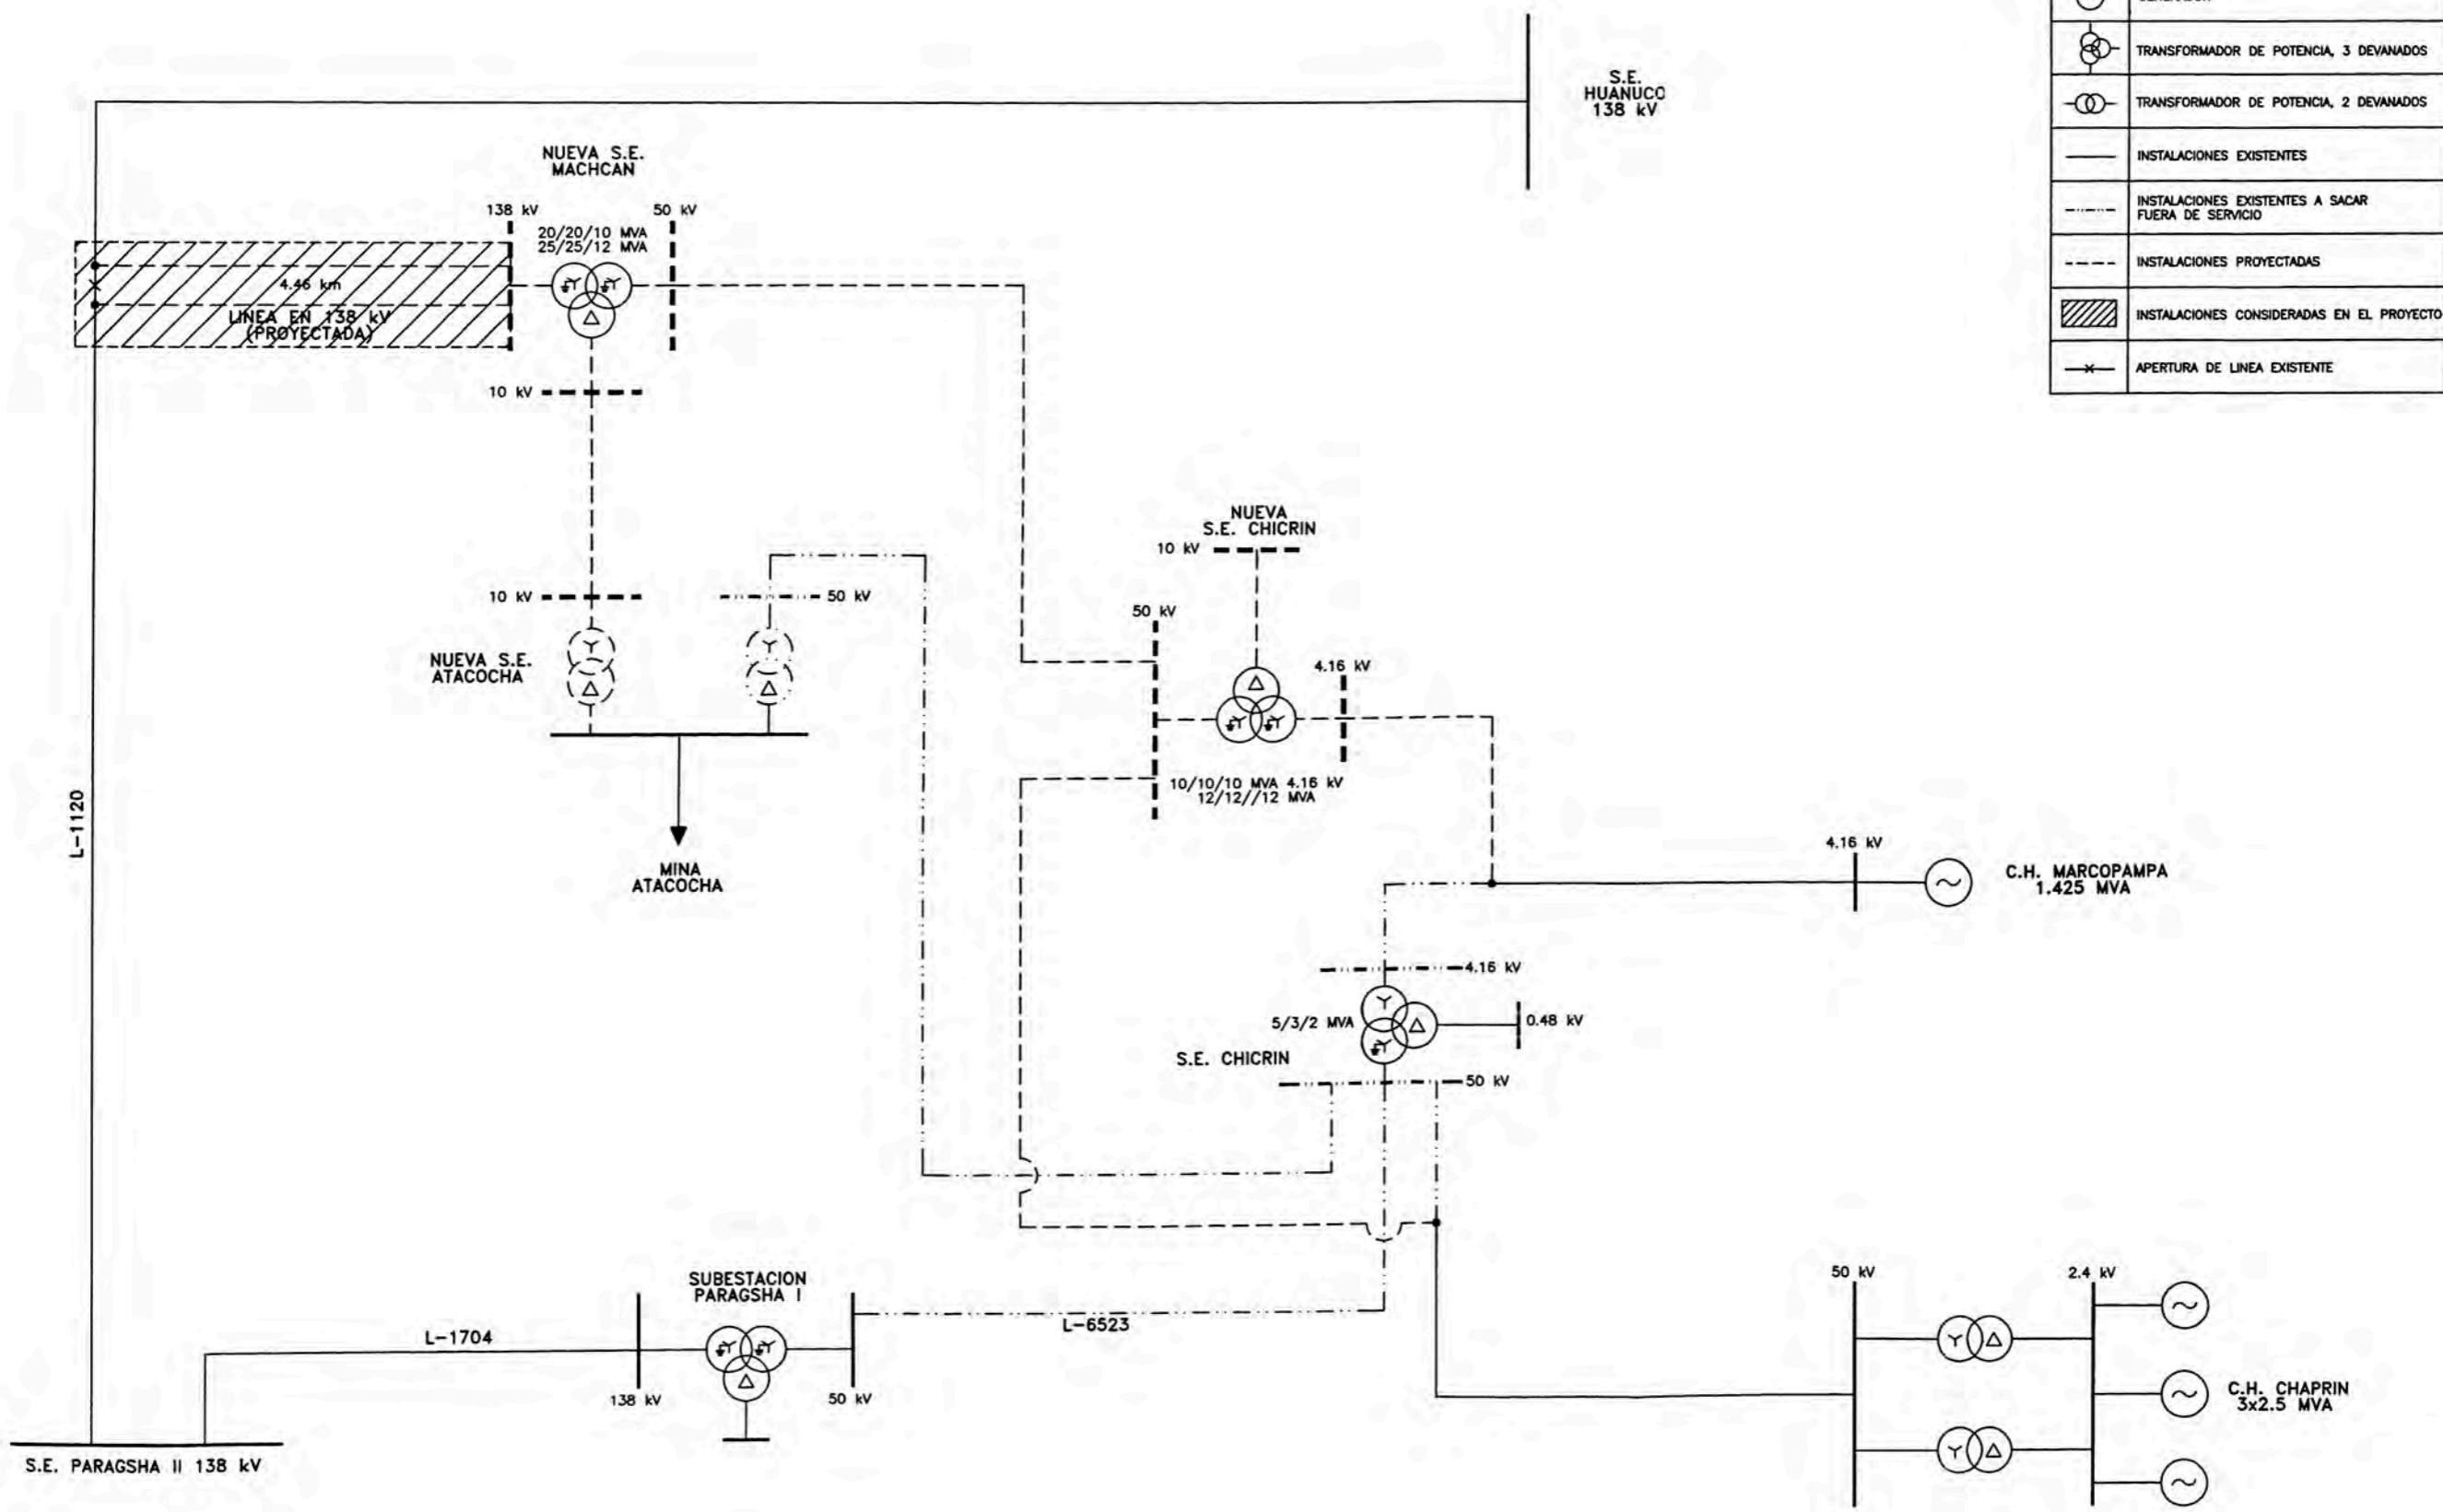 S.E.
HUANUCO
138 kV
NUEVA S.E.
MACHCAN
138 kV
50 kV
20/20/10 MVA
25/25/12 MVA
4.46 km
LINEA EN 138 kV
(PROYECTADA)
10 kV
10 kV
50 kV
NUEVA S.E.
ATACOCHA
MINA
ATACOCHA
L-1120
NUEVA
S.E. CHICRIN
10 kV
50 kV
4.16 kV
10/10/10 MVA 4.16 kV
12/12//12 MVA
4.16 kV
C.H. MARCOPAMPA
1.425 MVA
4.16 kV
5/3/2 MVA
0.48 kV
S.E. CHICRIN
50 kV
SUBESTACION
PARAGSHA I
L-1704
138 kV
50 kV
L-6523
S.E. PARAGSHA II 138 kV
50 kV
2.4 kV
C.H. CHAPRIN
3x2.5 MVA
TRANSFORMADOR DE POTENCIA, 3 DEVANADOS
TRANSFORMADOR DE POTENCIA, 2 DEVANADOS
INSTALACIONES EXISTENTES
INSTALACIONES EXISTENTES A SACAR
FUERA DE SERVICIO
INSTALACIONES PROYECTADAS
INSTALACIONES CONSIDERADAS EN EL PROYECTO
APERTURA DE LINEA EXISTENTE